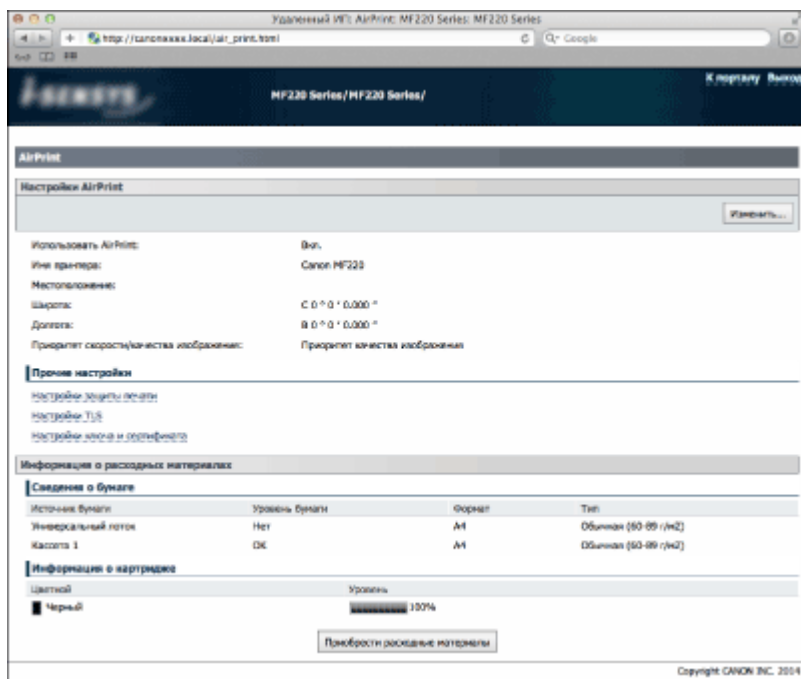 Удаленный ИП: AirPrint: MF220 Series: MF220 Series
http://canonxxxx.local/air_print.html
Google
i-SENSYS
MF220 Series/MF220 Series/
К порталу Выход
AirPrint
Настройки AirPrint
Изменить...
Использовать AirPrint: Вкл.
Имя принтера: Canon MF220
Местоположение:
Широта: С 0 ° 0 ' 0.000 "
Долгота: В 0 ° 0 ' 0.000 "
Приоритет скорости/качества изображения: Приоритет качества изображения
Прочие настройки
Настройки защиты печати
Настройки TLS
Настройки ключа и сертификата
Информация о расходных материалах
Сведения о бумаге
Источник бумаги Уровень бумаги Формат Тип
Универсальный лоток Нет A4 Обычная (60-89 г/м2)
Кассета 1 OK A4 Обычная (60-89 г/м2)
Информация о картридже
Цветной Уровень
Черный 100%
Приобрести расходные материалы
Copyright CANON INC. 2014